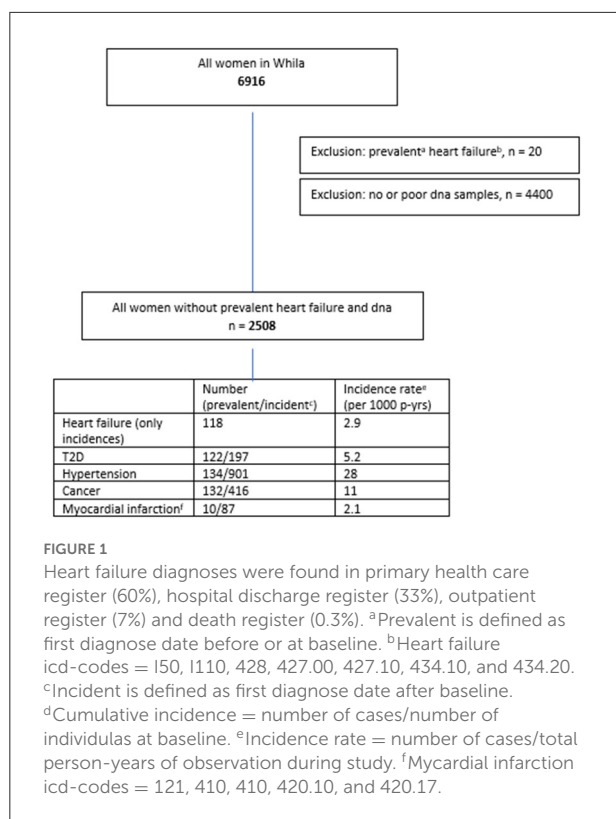 All women in Whila
6916
Exclusion: prevalentᵃ heart failureᵇ, n = 20
Exclusion: no or poor dna samples, n = 4400
All women without prevalent heart failure and dna
n = 2508
Number
(prevalent/incidentᶜ)
Incidence rateᵉ
(per 1000 p-yrs)
Heart failure (only
incidences)
118
2.9
T2D
122/197
5.2
Hypertension
134/901
28
Cancer
132/416
11
Myocardial infarctionᶠ
10/87
2.1
FIGURE 1
Heart failure diagnoses were found in primary health care
register (60%), hospital discharge register (33%), outpatient
register (7%) and death register (0.3%). ᵃPrevalent is defined as
first diagnose date before or at baseline. ᵇHeart failure
icd-codes = I50, I110, 428, 427.00, 427.10, 434.10, and 434.20.
ᶜIncident is defined as first diagnose date after baseline.
ᵈCumulative incidence = number of cases/number of
individulas at baseline. ᵉIncidence rate = number of cases/total
person-years of observation during study. ᶠMycardial infarction
icd-codes = 121, 410, 410, 420.10, and 420.17.